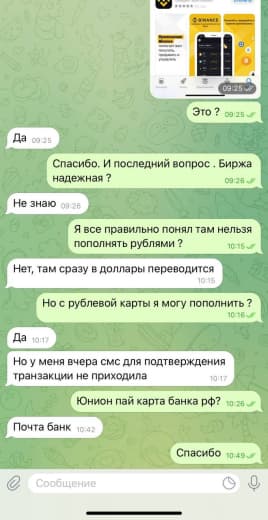 BINANCE
09:25
Это ? 09:25
Да 09:25
Спасибо. И последний вопрос . Биржа
надежная ? 09:26
Не знаю 09:26
Я все правильно понял там нельзя
пополнять рублями ? 10:15
Нет, там сразу в доллары переводится
10:15
Но с рублевой карты я могу пополнить ?
10:16
Да 10:17
Но у меня вчера смс для подтверждения
транзакции не приходила 10:17
Юнион пай карта банка рф? 10:26
Почта банк 10:42
Спасибо 10:49
Сообщение